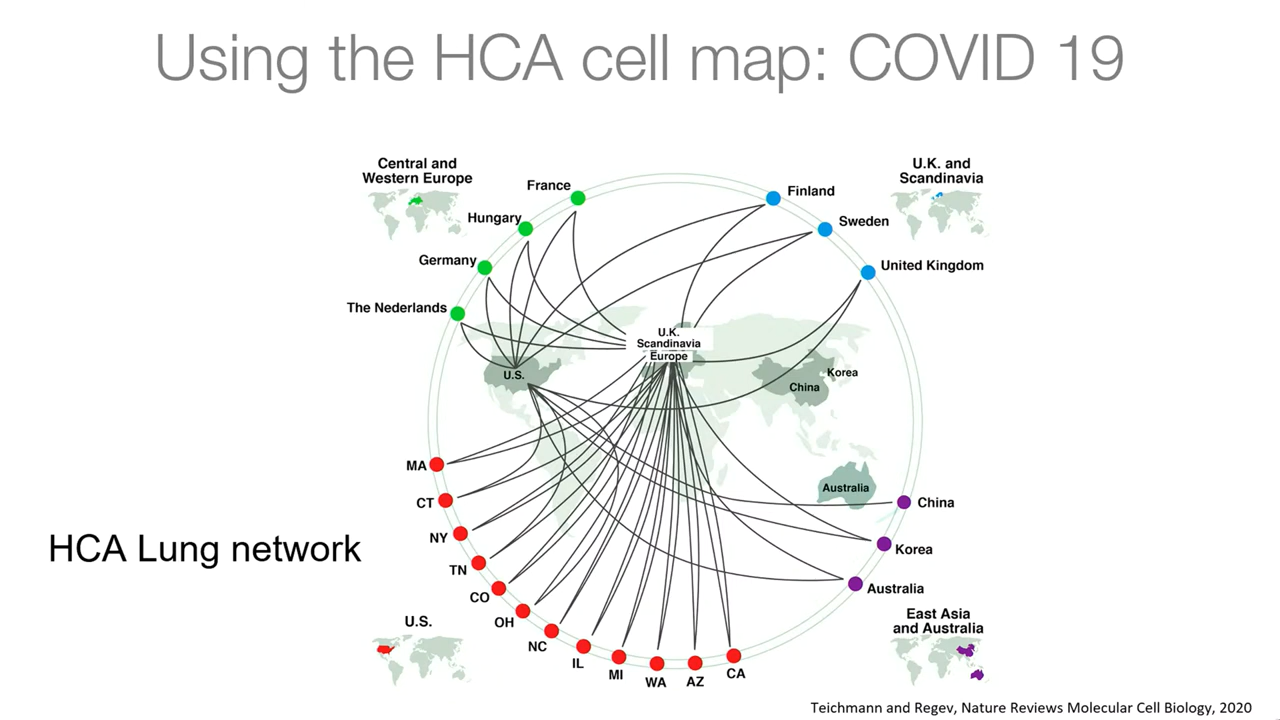 Using the HCA cell map: COVID 19
Central and
Western Europe
U.K. and
Scandinavia
France
Finland
Hungary
Sweden
Germany
United Kingdom
The Nederlands
U.K.
Scandinavia
Europe
U.S.
Korea
China
Australia
MA
CT
NY
TN
CO
OH
NC
IL
MI
WA
AZ
CA
China
Korea
Australia
HCA Lung network
U.S.
East Asia
and Australia
Teichmann and Regev, Nature Reviews Molecular Cell Biology, 2020